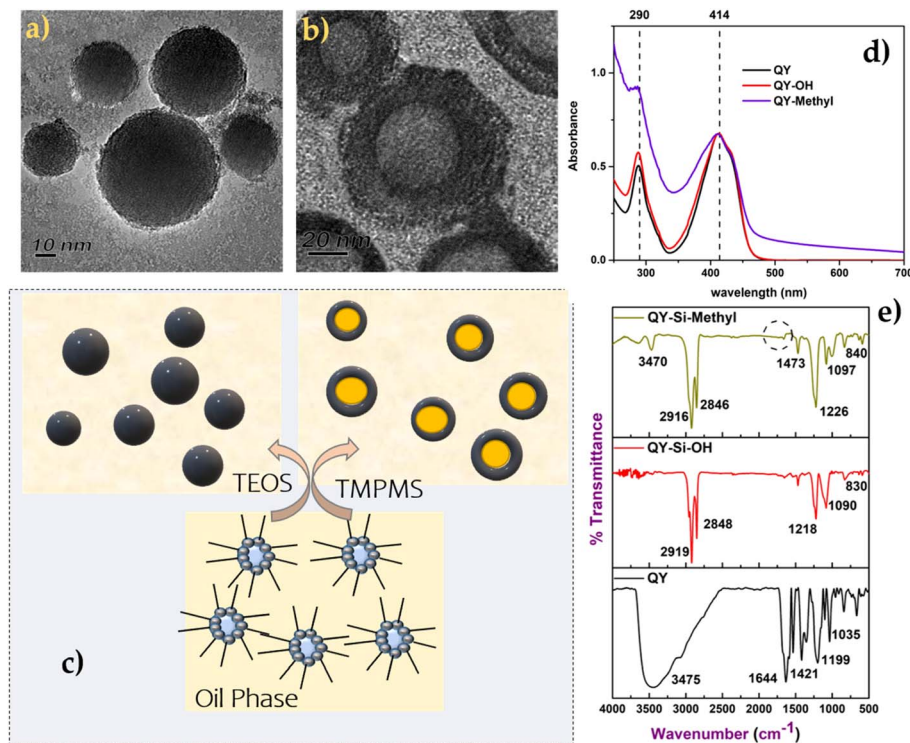 a)
10 nm
b)
20 nm
290 414
d)
QY
QY-OH
QY-Methyl
1.0
0.5
0.0
Absorbance
300 400 500 600 700
wavelength (nm)
TEOS
TMPMS
Oil Phase
c)
e)
QY-Si-Methyl
3470
2916
2846
1473
1226
1097
840
QY-Si-OH
2919
2848
1218
1090
830
QY
3475
1644
1421
1199
1035
% Transmittance
4000 3500 3000 2500 2000 1500 1000 500
Wavenumber (cm⁻¹)